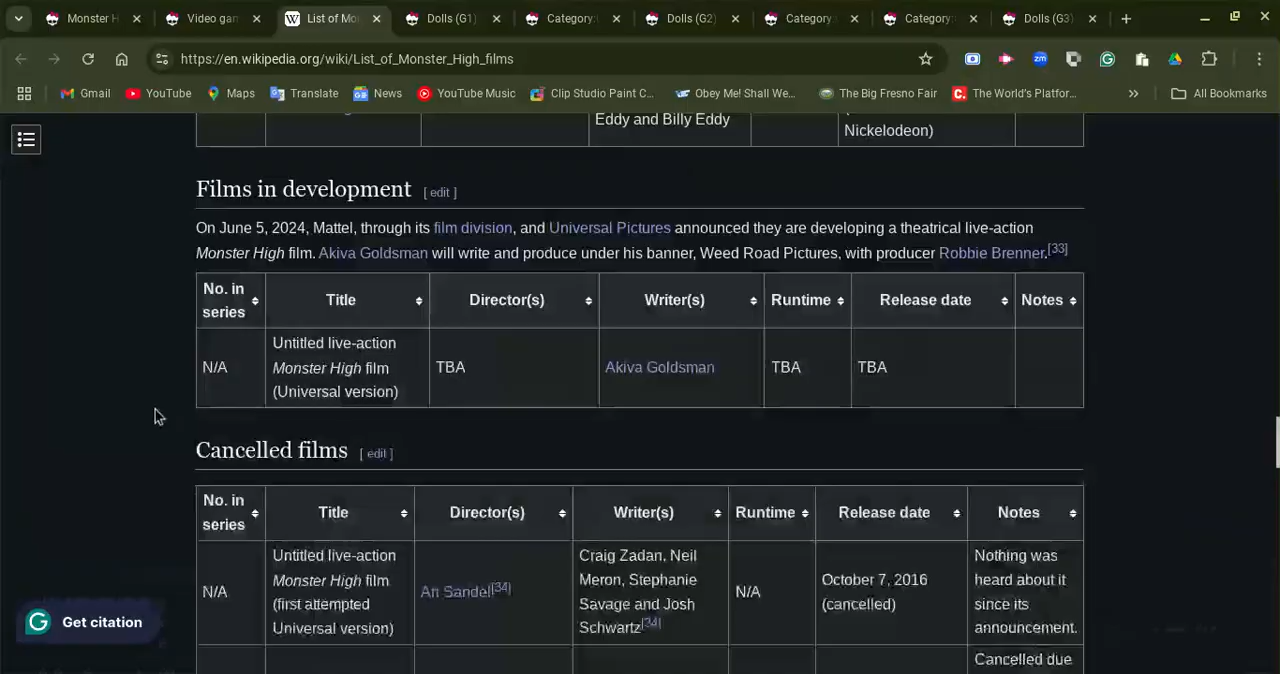 Monster H
Video gan
List of Mo
Dolls (G1)
Category:
Dolls (G2)
Category:
Category:
Dolls (G3)
https://en.wikipedia.org/wiki/List_of_Monster_High_films
Gmail
YouTube
Maps
Translate
News
YouTube Music
Clip Studio Paint C...
Obey Me! Shall We...
The Big Fresno Fair
The World's Platfor...
All Bookmarks
Eddy and Billy Eddy
Nickelodeon)
Films in development [ edit ]
On June 5, 2024, Mattel, through its film division, and Universal Pictures announced they are developing a theatrical live-action
Monster High film. Akiva Goldsman will write and produce under his banner, Weed Road Pictures, with producer Robbie Brenner.[33]
No. in
series
Title
Director(s)
Writer(s)
Runtime
Release date
Notes
N/A
Untitled live-action
Monster High film
(Universal version)
TBA
Akiva Goldsman
TBA
TBA
Cancelled films [ edit ]
No. in
series
Title
Director(s)
Writer(s)
Runtime
Release date
Notes
N/A
Untitled live-action
Monster High film
(first attempted
Universal version)
Ari Sandel[34]
Craig Zadan, Neil
Meron, Stephanie
Savage and Josh
Schwartz[34]
N/A
October 7, 2016
(cancelled)
Nothing was
heard about it
since its
announcement.
Cancelled due
Get citation